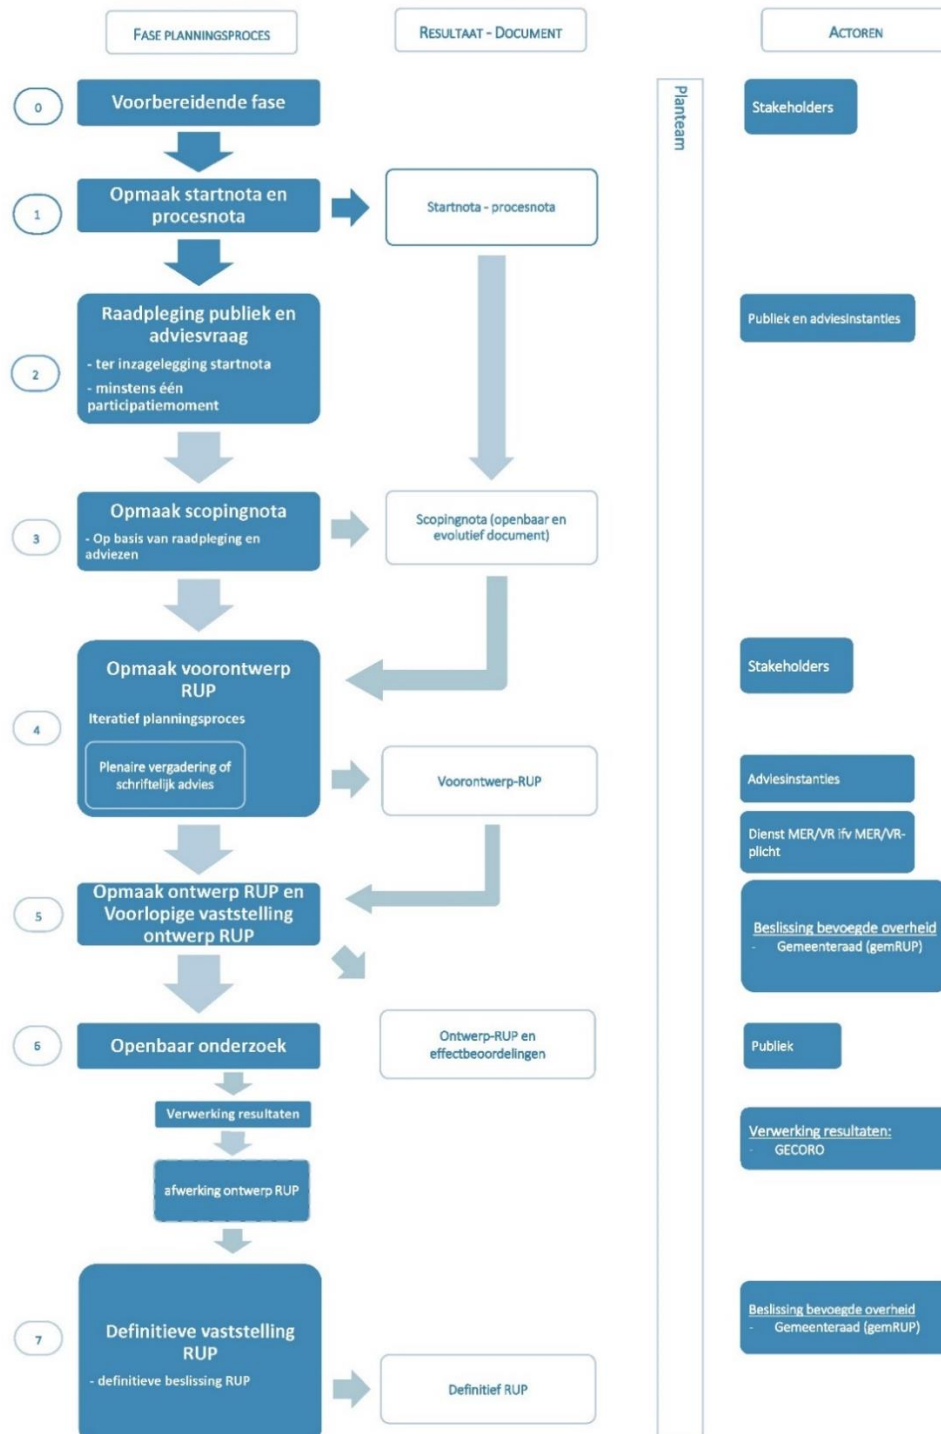 FASE PLANNINGSPROCES
RESULTAAT - DOCUMENT
ACTOREN
Planteam
0
Voorbereidende fase
Stakeholders
1
Opmaak startnota en
procesnota
Startnota - procesnota
2
Raadpleging publiek en
adviesvraag
- ter inzagelegging startnota
- minstens één
participatiemoment
Publiek en adviesinstanties
3
Opmaak scopingnota
- Op basis van raadpleging en
adviezen
Scopingnota (openbaar en
evolutief document)
4
Opmaak voorontwerp
RUP
Iteratief planningsproces
Plenaire vergadering of
schriftelijk advies
Voorontwerp-RUP
Stakeholders
Adviesinstanties
Dienst MER/VR ifv MER/VR-
plicht
5
Opmaak ontwerp RUP en
Voorlopige vaststelling
ontwerp RUP
Beslissing bevoegde overheid
- Gemeenteraad (gemRUP)
6
Openbaar onderzoek
Ontwerp-RUP en
effectbeoordelingen
Publiek
Verwerking resultaten
Verwerking resultaten:
- GECORO
afwerking ontwerp RUP
7
Definitieve vaststelling
RUP
- definitieve beslissing RUP
Definitief RUP
Beslissing bevoegde overheid
- Gemeenteraad (gemRUP)